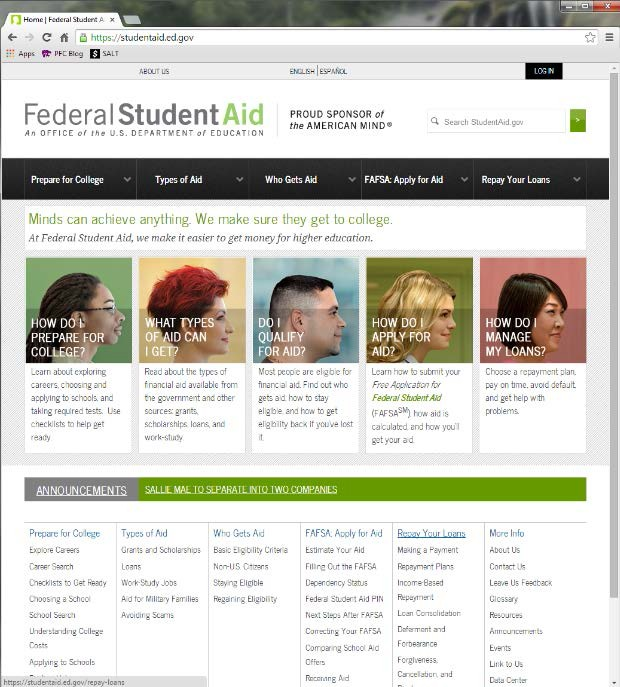 Home | Federal Student A
https://studentaid.ed.gov
Apps PFC Blog $ SALT
ABOUT US
ENGLISH | ESPAÑOL
LOG IN
Federal Student Aid
An OFFICE of the U.S. DEPARTMENT of EDUCATION
PROUD SPONSOR of
the AMERICAN MIND®
Search StudentAid.gov
>
Prepare for College
Types of Aid
Who Gets Aid
FAFSA: Apply for Aid
Repay Your Loans
Minds can achieve anything. We make sure they get to college.
At Federal Student Aid, we make it easier to get money for higher education.
HOW DO I
PREPARE FOR
COLLEGE?
Learn about exploring
careers, choosing and
applying to schools, and
taking required tests. Use
checklists to help get
ready.
WHAT TYPES
OF AID CAN
I GET?
Read about the types of
financial aid available from
the government and other
sources: grants,
scholarships, loans, and
work-study.
DO I
QUALIFY
FOR AID?
Most people are eligible for
financial aid. Find out who
gets aid, how to stay
eligible, and how to get
eligibility back if you've lost
it.
HOW DO I
APPLY FOR
AID?
Learn how to submit your
Free Application for
Federal Student Aid
(FAFSA℠), how aid is
calculated, and how you'll
get your aid.
HOW DO I
MANAGE
MY LOANS?
Choose a repayment plan,
pay on time, avoid default,
and get help with
problems.
ANNOUNCEMENTS
SALLIE MAE TO SEPARATE INTO TWO COMPANIES
Prepare for College
Explore Careers
Career Search
Checklists to Get Ready
Choosing a School
School Search
Understanding College
Costs
Applying to Schools
Types of Aid
Grants and Scholarships
Loans
Work-Study Jobs
Aid for Military Families
Avoiding Scams
Who Gets Aid
Basic Eligibility Criteria
Non-U.S. Citizens
Staying Eligible
Regaining Eligibility
FAFSA: Apply for Aid
Estimate Your Aid
Filling Out the FAFSA
Dependency Status
Federal Student Aid PIN
Next Steps After FAFSA
Correcting Your FAFSA
Comparing School Aid
Offers
Receiving Aid
Repay Your Loans
Making a Payment
Repayment Plans
Income-Based
Repayment
Loan Consolidation
Deferment and
Forbearance
Forgiveness,
Cancellation, and
More Info
About Us
Contact Us
Leave Us Feedback
Glossary
Resources
Announcements
Events
Link to Us
Data Center
https://studentaid.ed.gov/repay-loans